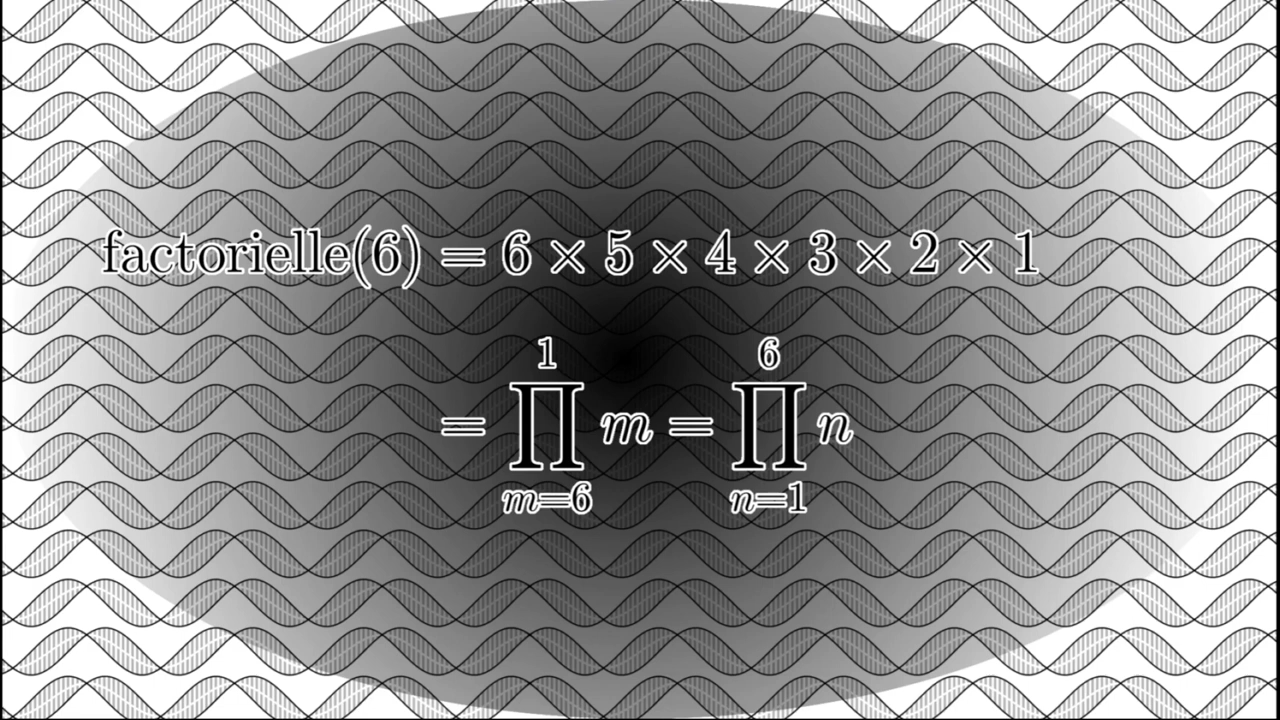 factorielle(6) = 6 × 5 × 4 × 3 × 2 × 1
= ∏_{m=6}^{1} m = ∏_{n=1}^{6} n